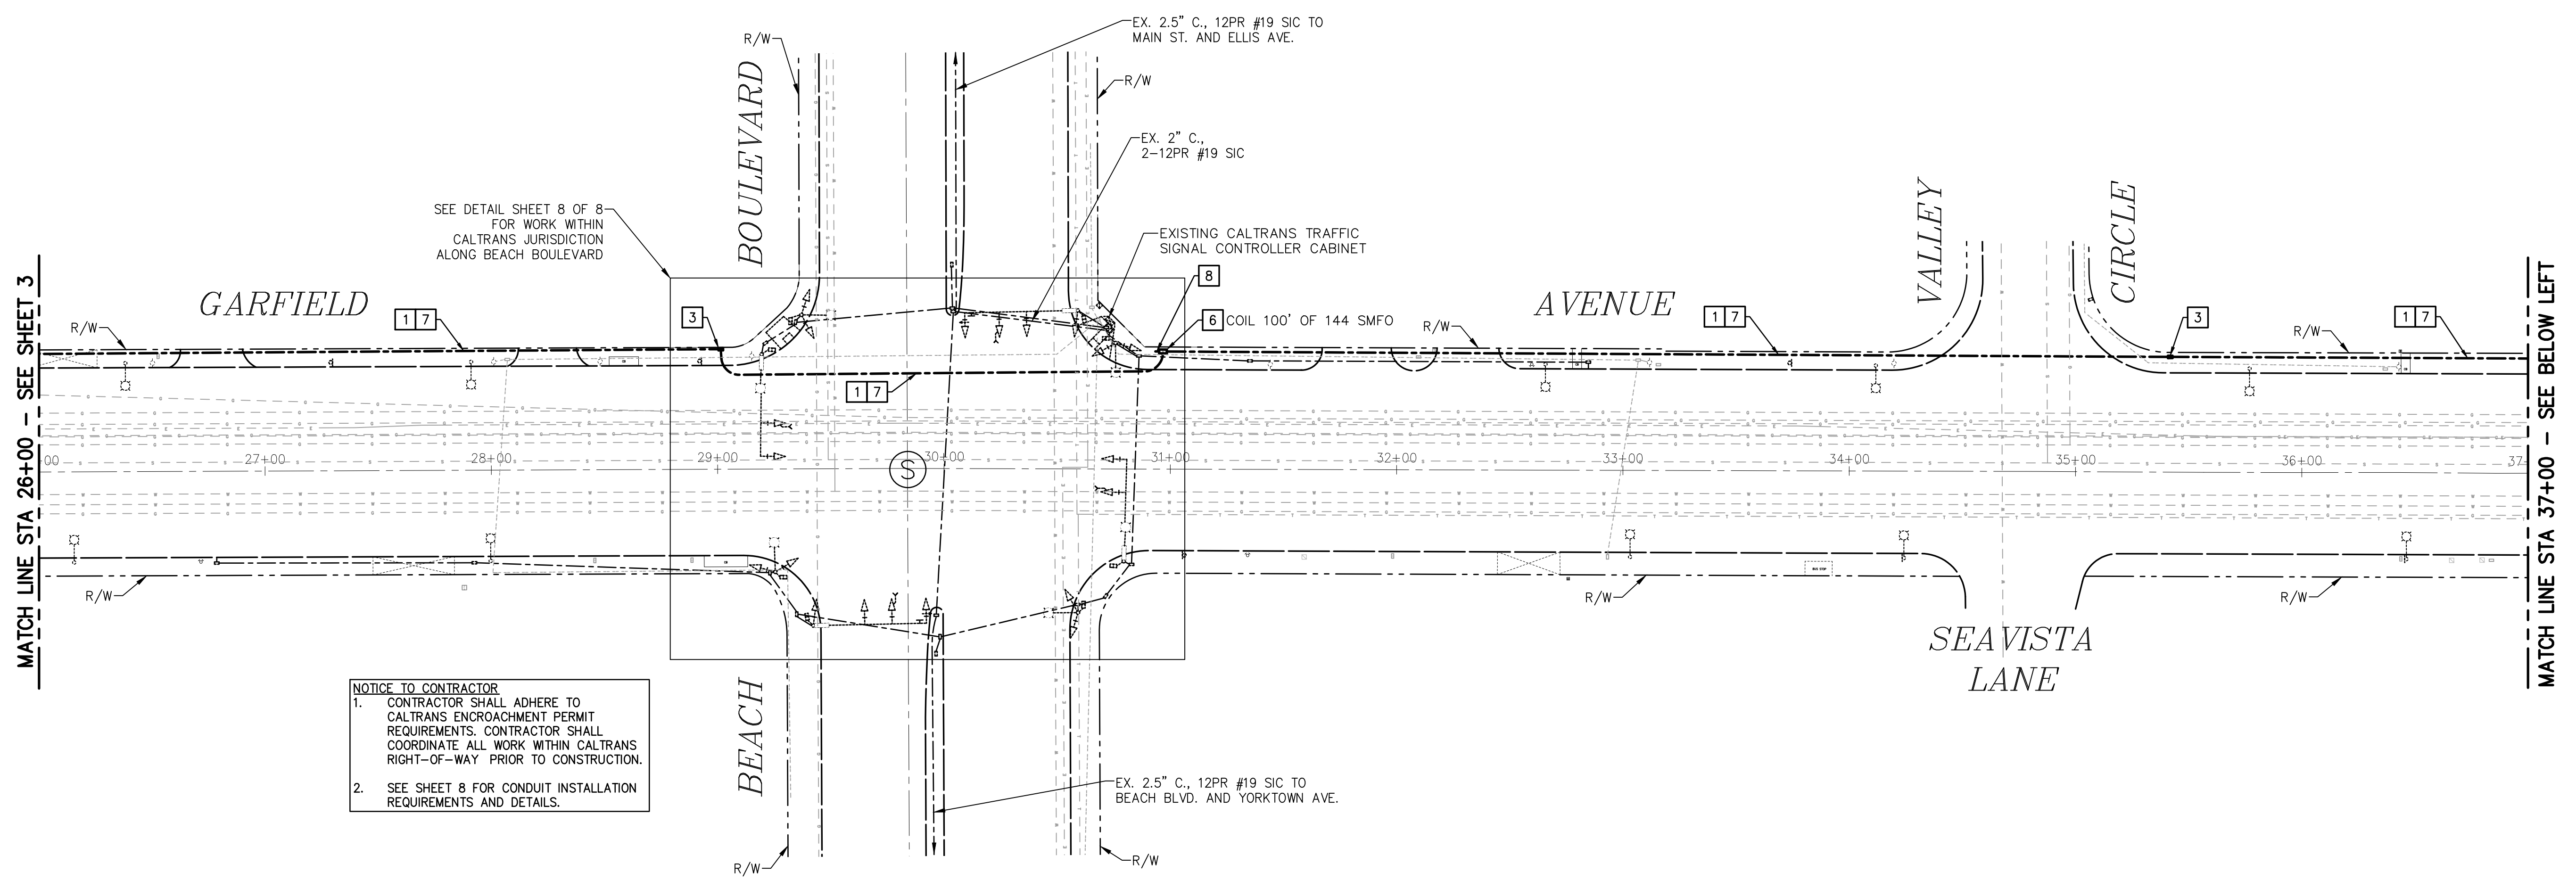 EX. 2.5" C., 12PR #19 SIC TO
MAIN ST. AND ELLIS AVE.
R/W
R/W
BOULEVARD
EX. 2" C.,
2-12PR #19 SIC
SEE DETAIL SHEET 8 OF 8
FOR WORK WITHIN
CALTRANS JURISDICTION
ALONG BEACH BOULEVARD
EXISTING CALTRANS TRAFFIC
SIGNAL CONTROLLER CABINET
VALLEY
CIRCLE
MATCH LINE STA 26+00 - SEE SHEET 3
GARFIELD
AVENUE
R/W
1 7
3
8
6 COIL 100' OF 144 SMFO
R/W
1 7
3
R/W
1 7
1 7
MATCH LINE STA 37+00 - SEE BELOW LEFT
00
27+00
28+00
29+00
S
30+00
31+00
32+00
33+00
34+00
35+00
36+00
37
BUS STOP
R/W
R/W
R/W
SEAVISTA
LANE
NOTICE TO CONTRACTOR
1. CONTRACTOR SHALL ADHERE TO
CALTRANS ENCROACHMENT PERMIT
REQUIREMENTS. CONTRACTOR SHALL
COORDINATE ALL WORK WITHIN CALTRANS
RIGHT-OF-WAY PRIOR TO CONSTRUCTION.
2. SEE SHEET 8 FOR CONDUIT INSTALLATION
REQUIREMENTS AND DETAILS.
BEACH
EX. 2.5" C., 12PR #19 SIC TO
BEACH BLVD. AND YORKTOWN AVE.
R/W
R/W